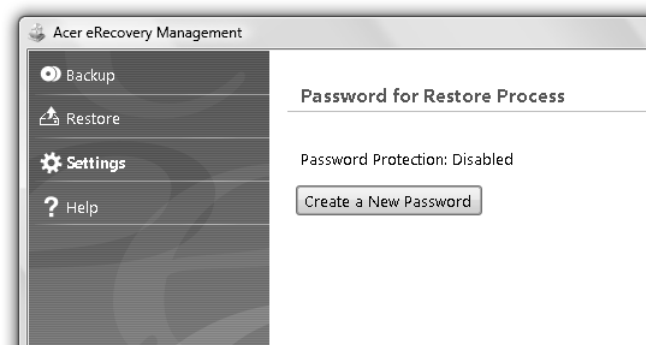 Acer eRecovery Management
Backup
Restore
Settings
Help
Password for Restore Process
Password Protection: Disabled
Create a New Password